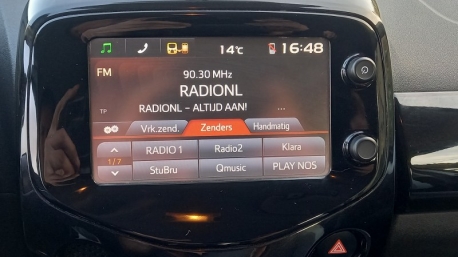 14°C 16:48
FM
90.30 MHz
RADIONL
TP RADIONL – ALTIJD AAN! ...
Vrk.zend. Zenders Handmatig
RADIO 1 Radio2 Klara
1/7
StuBru Qmusic PLAY NOS